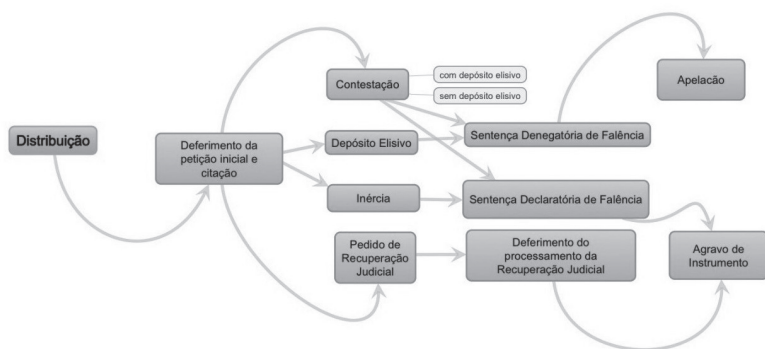 Distribuição
Deferimento da
petição inicial e
citação
Contestação
com depósito elisivo
sem depósito elisivo
Depósito Elisivo
Inércia
Pedido de
Recuperação
Judicial
Sentença Denegatória de Falência
Sentença Declaratória de Falência
Deferimento do
processamento da
Recuperação Judicial
Apelacão
Agravo de
Instrumento